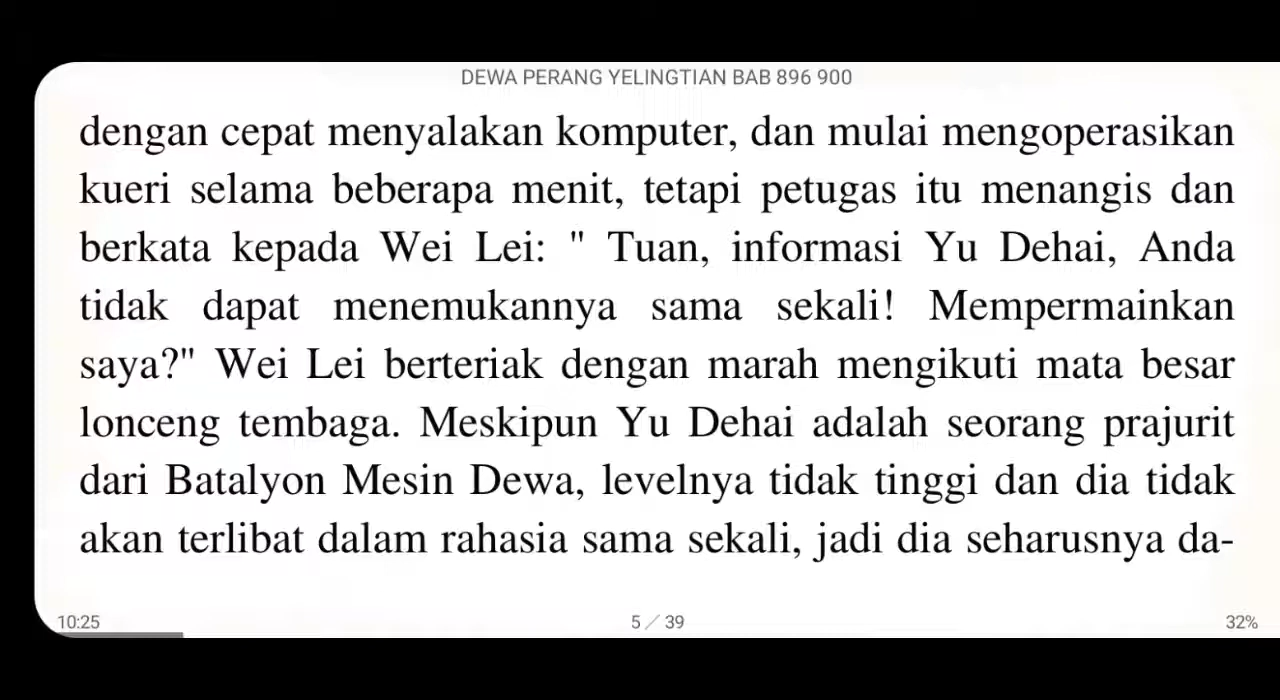 DEWA PERANG YELINGTIAN BAB 896 900
dengan cepat menyalakan komputer, dan mulai mengoperasikan
kueri selama beberapa menit, tetapi petugas itu menangis dan
berkata kepada Wei Lei: " Tuan, informasi Yu Dehai, Anda
tidak dapat menemukannya sama sekali! Mempermainkan
saya?" Wei Lei berteriak dengan marah mengikuti mata besar
lonceng tembaga. Meskipun Yu Dehai adalah seorang prajurit
dari Batalyon Mesin Dewa, levelnya tidak tinggi dan dia tidak
akan terlibat dalam rahasia sama sekali, jadi dia seharusnya da-
10:25 5 / 39 32%